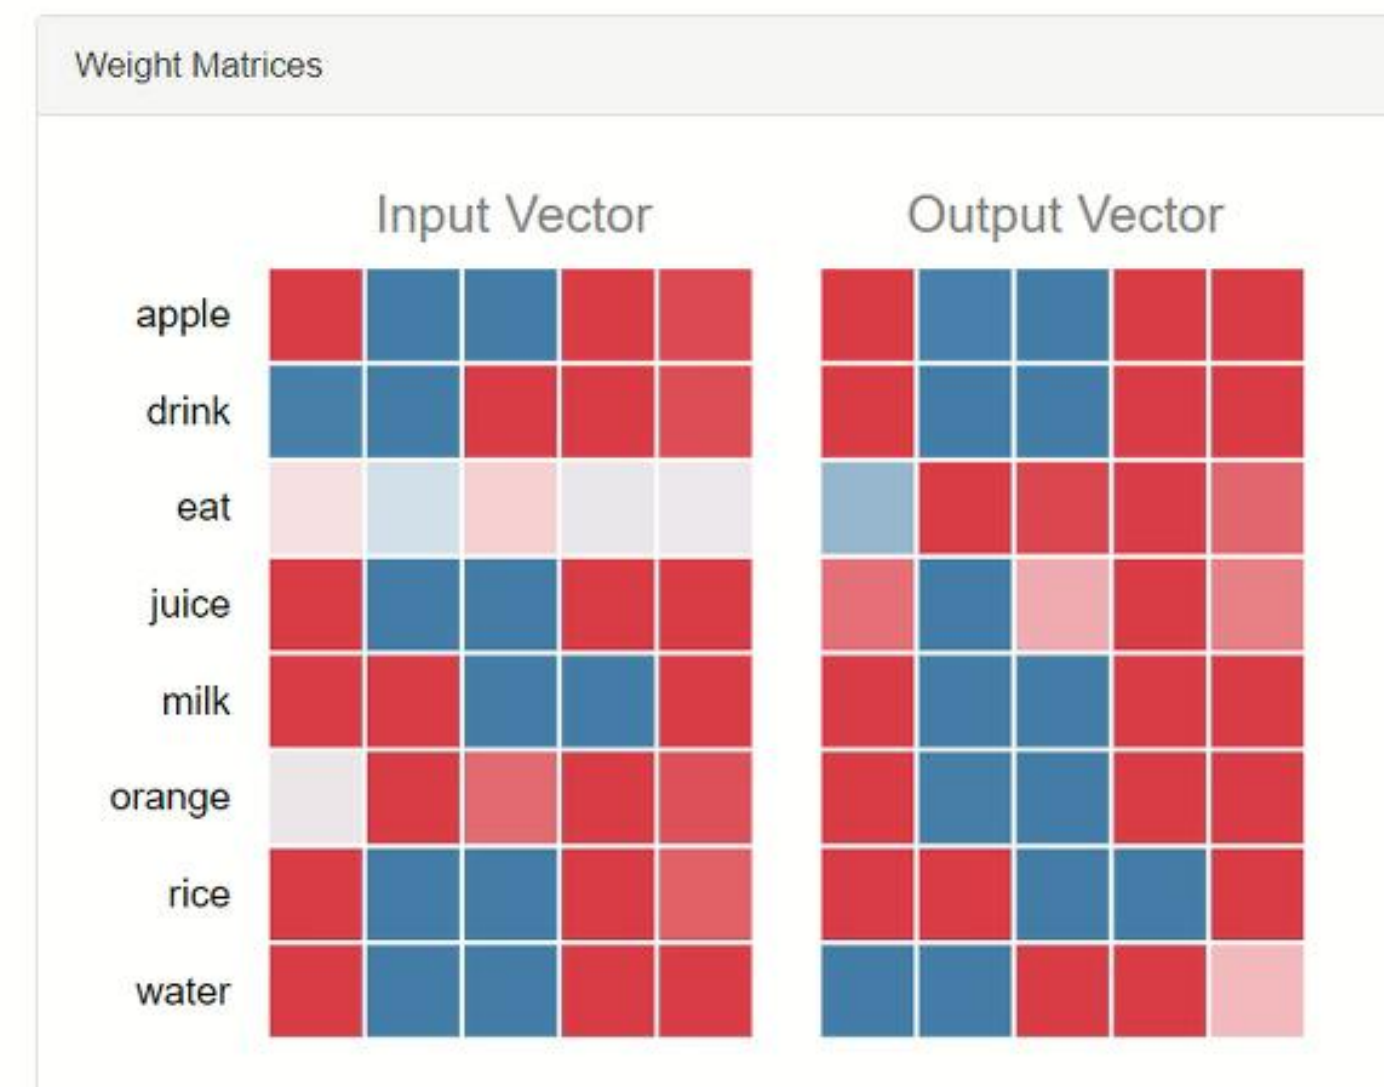 Weight Matrices
Input Vector Output Vector
apple
drink
eat
juice
milk
orange
rice
water